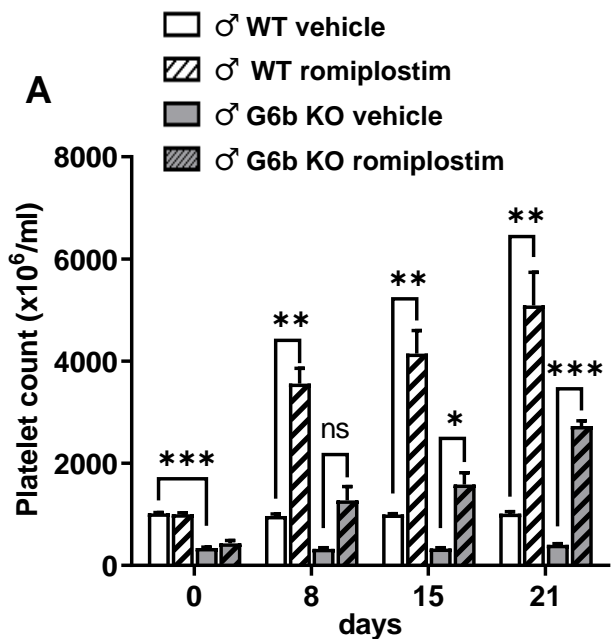 ♂ WT vehicle
♂ WT romiplostim
A
♂ G6b KO vehicle
♂ G6b KO romiplostim
Platelet count (x10⁶/ml)
8000
6000
4000
2000
0
***
**
ns
**
*
**
***
0 8 15 21
days